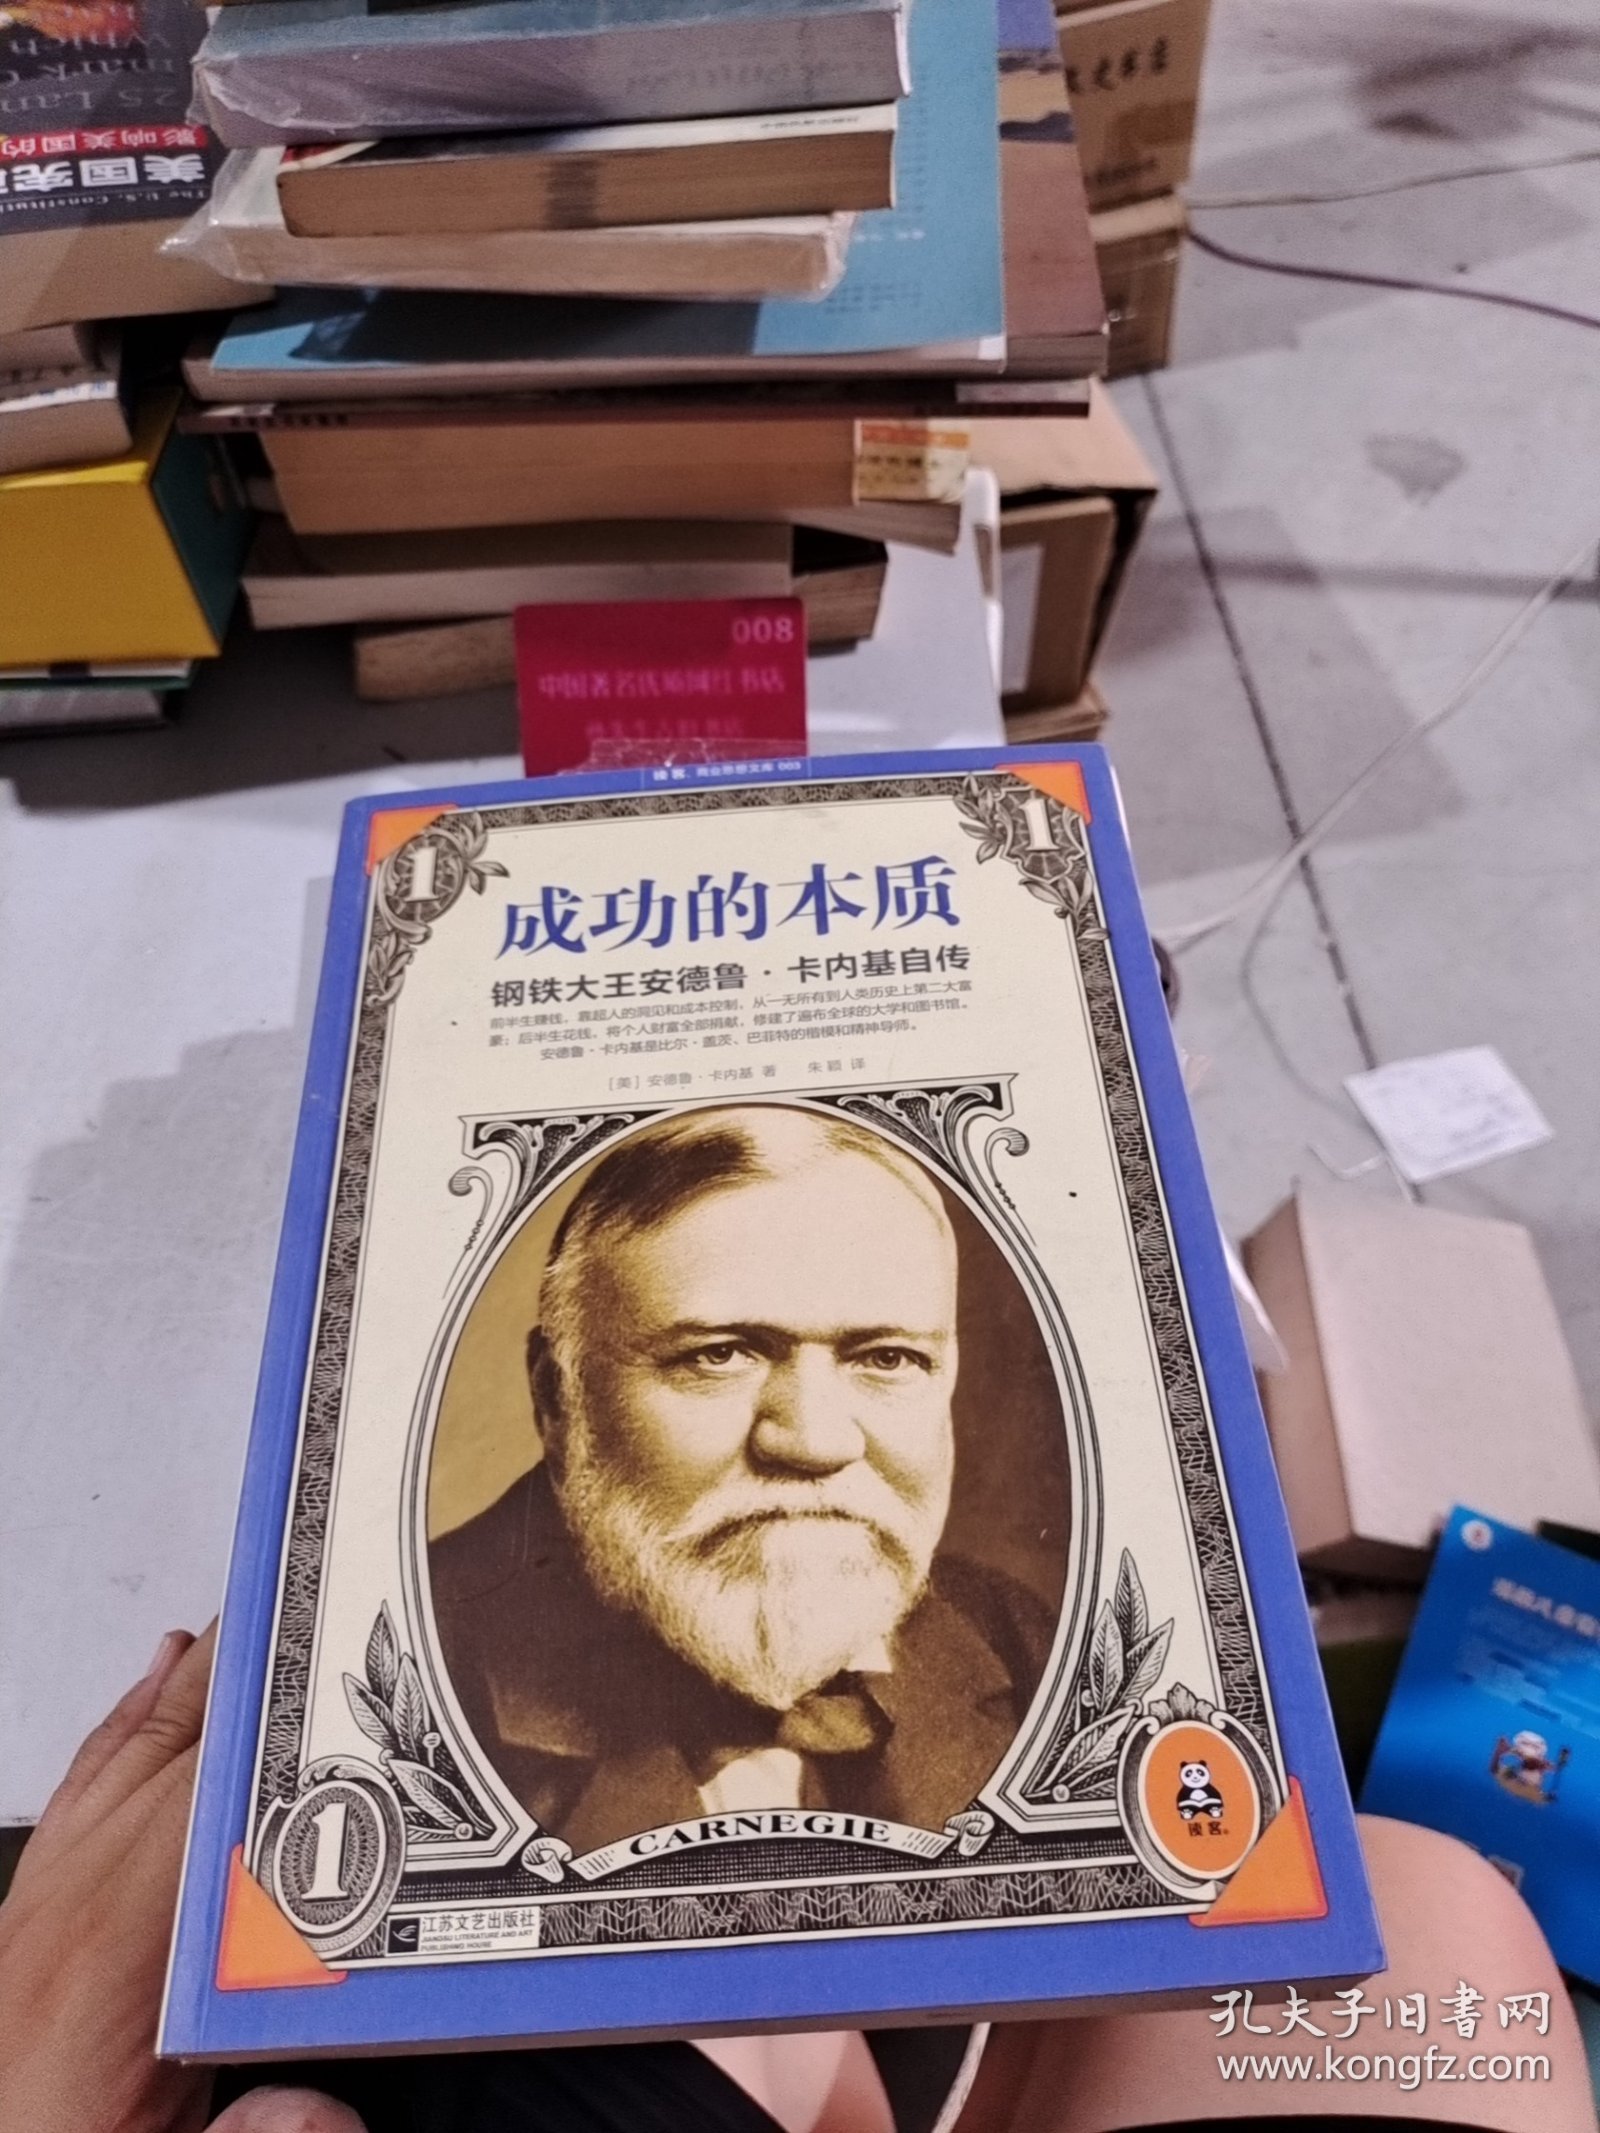 which
mark
25 Lan
影响美国的
美国宪
The U.S. Constitut
008
中国著名优质网红书店
读客·商业思想文库 003
1
1
成功的本质
钢铁大王安德鲁·卡内基自传
前半生赚钱，靠超人的洞见和成本控制，从一无所有到人类历史上第二大富
豪；后半生花钱，将个人财富全部捐献，修建了遍布全球的大学和图书馆。
安德鲁·卡内基是比尔·盖茨、巴菲特的楷模和精神导师。
[美] 安德鲁·卡内基 著 朱颖 译
CARNEGIE
读客®
1
江苏文艺出版社
JIANGSU LITERATURE AND ART
PUBLISHING HOUSE
孔夫子旧书网
www.kongfz.com